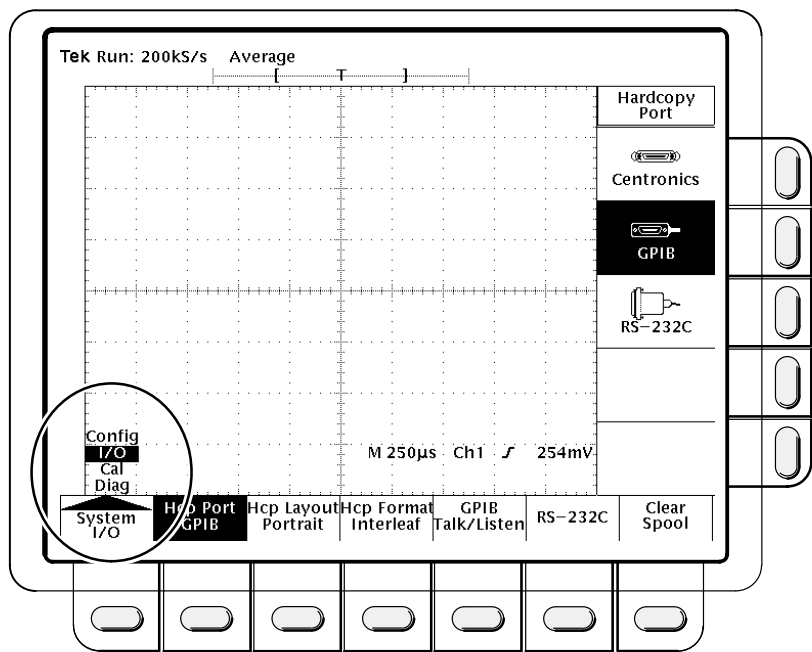 Tek Run: 200kS/s Average
[ T ]
Hardcopy
Port
Centronics
GPIB
RS-232C
Config
I/O
Cal
Diag
M 250µs Ch1 254mV
System
I/O
Hcp Port
GPIB
Hcp Layout
Portrait
Hcp Format
Interleaf
GPIB
Talk/Listen
RS-232C
Clear
Spool